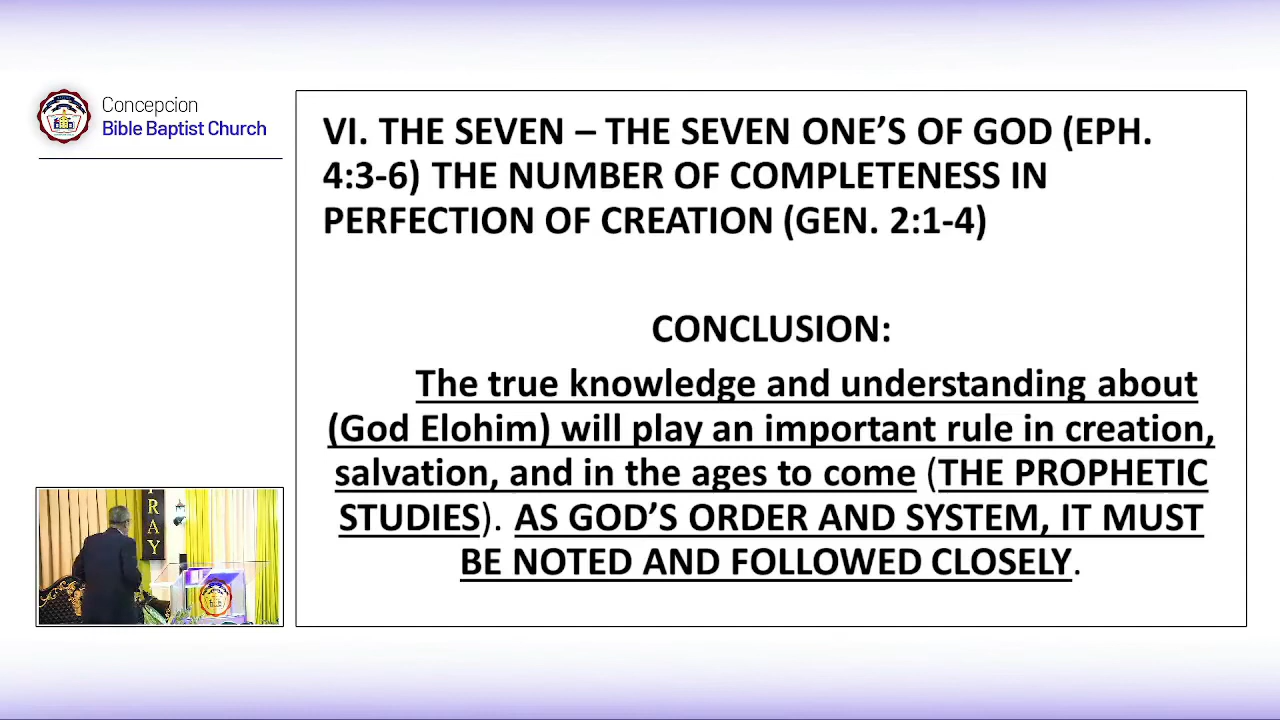 Concepcion
Bible Baptist Church
VI. THE SEVEN – THE SEVEN ONE’S OF GOD (EPH.
4:3-6) THE NUMBER OF COMPLETENESS IN
PERFECTION OF CREATION (GEN. 2:1-4)
CONCLUSION:
The true knowledge and understanding about
(God Elohim) will play an important rule in creation,
salvation, and in the ages to come (THE PROPHETIC
STUDIES). AS GOD’S ORDER AND SYSTEM, IT MUST
BE NOTED AND FOLLOWED CLOSELY.
RAY